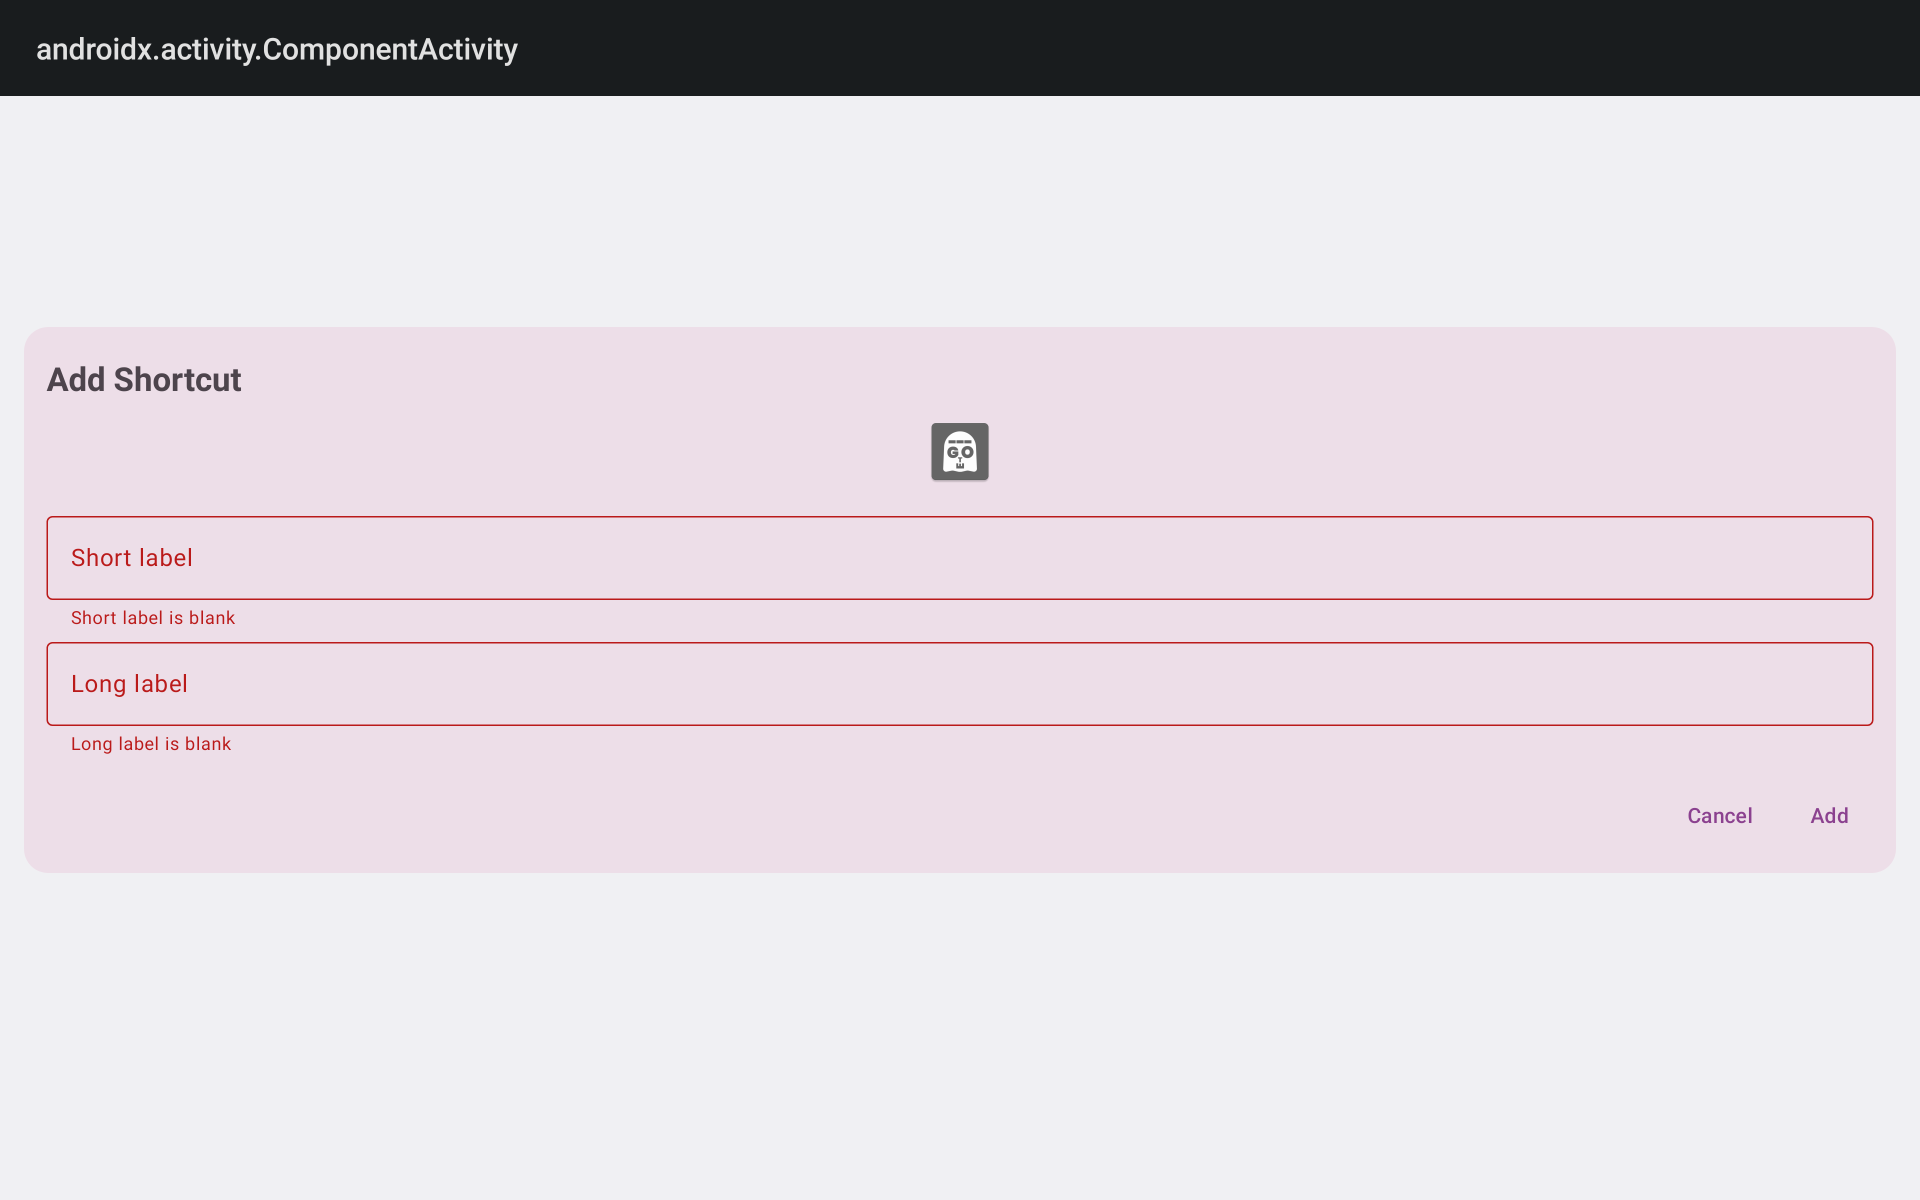 androidx.activity.ComponentActivity
Add Shortcut
GO
Short label
Short label is blank
Long label
Long label is blank
Cancel
Add